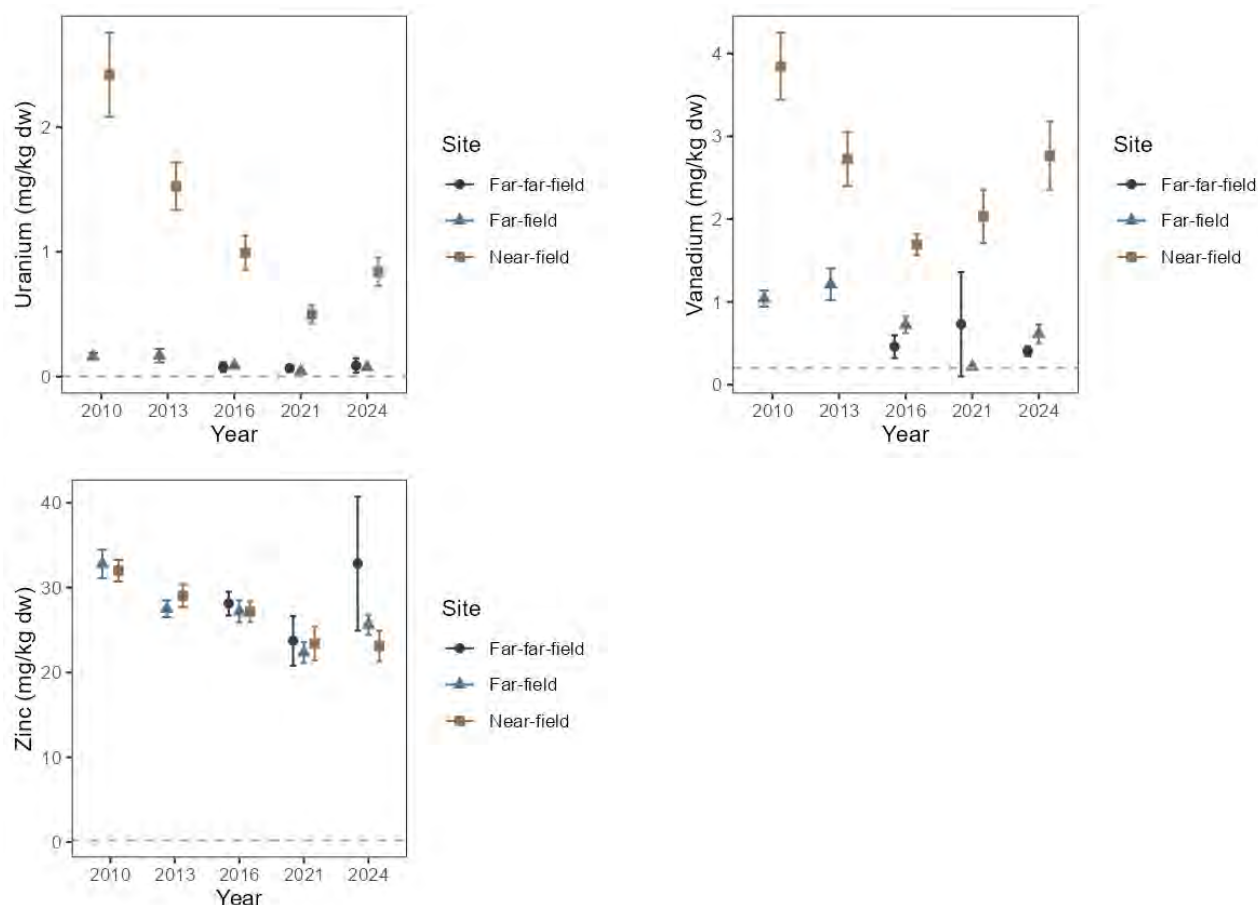 Uranium (mg/kg dw)
2
1
0
2010 2013 2016 2021 2024
Year
Site
Far-far-field
Far-field
Near-field
Vanadium (mg/kg dw)
4
3
2
1
0
2010 2013 2016 2021 2024
Year
Site
Far-far-field
Far-field
Near-field
Zinc (mg/kg dw)
40
30
20
10
0
2010 2013 2016 2021 2024
Year
Site
Far-far-field
Far-field
Near-field